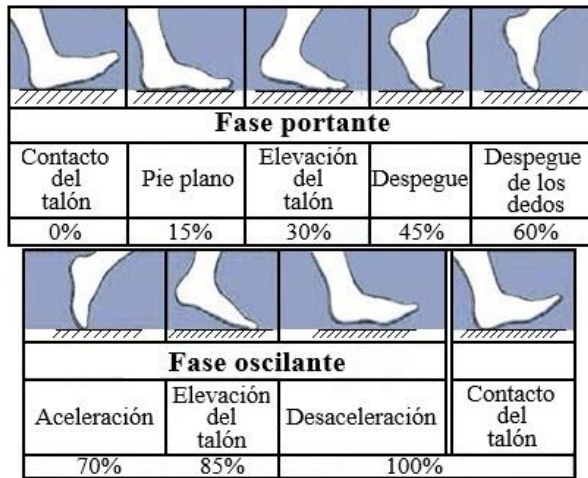 Fase portante
Contacto
del
talón
Pie plano
Elevación
del
talón
Despegue
Despegue
de los
dedos
0%
15%
30%
45%
60%
Fase oscilante
Aceleración
Elevación
del
talón
Desaceleración
Contacto
del
talón
70%
85%
100%